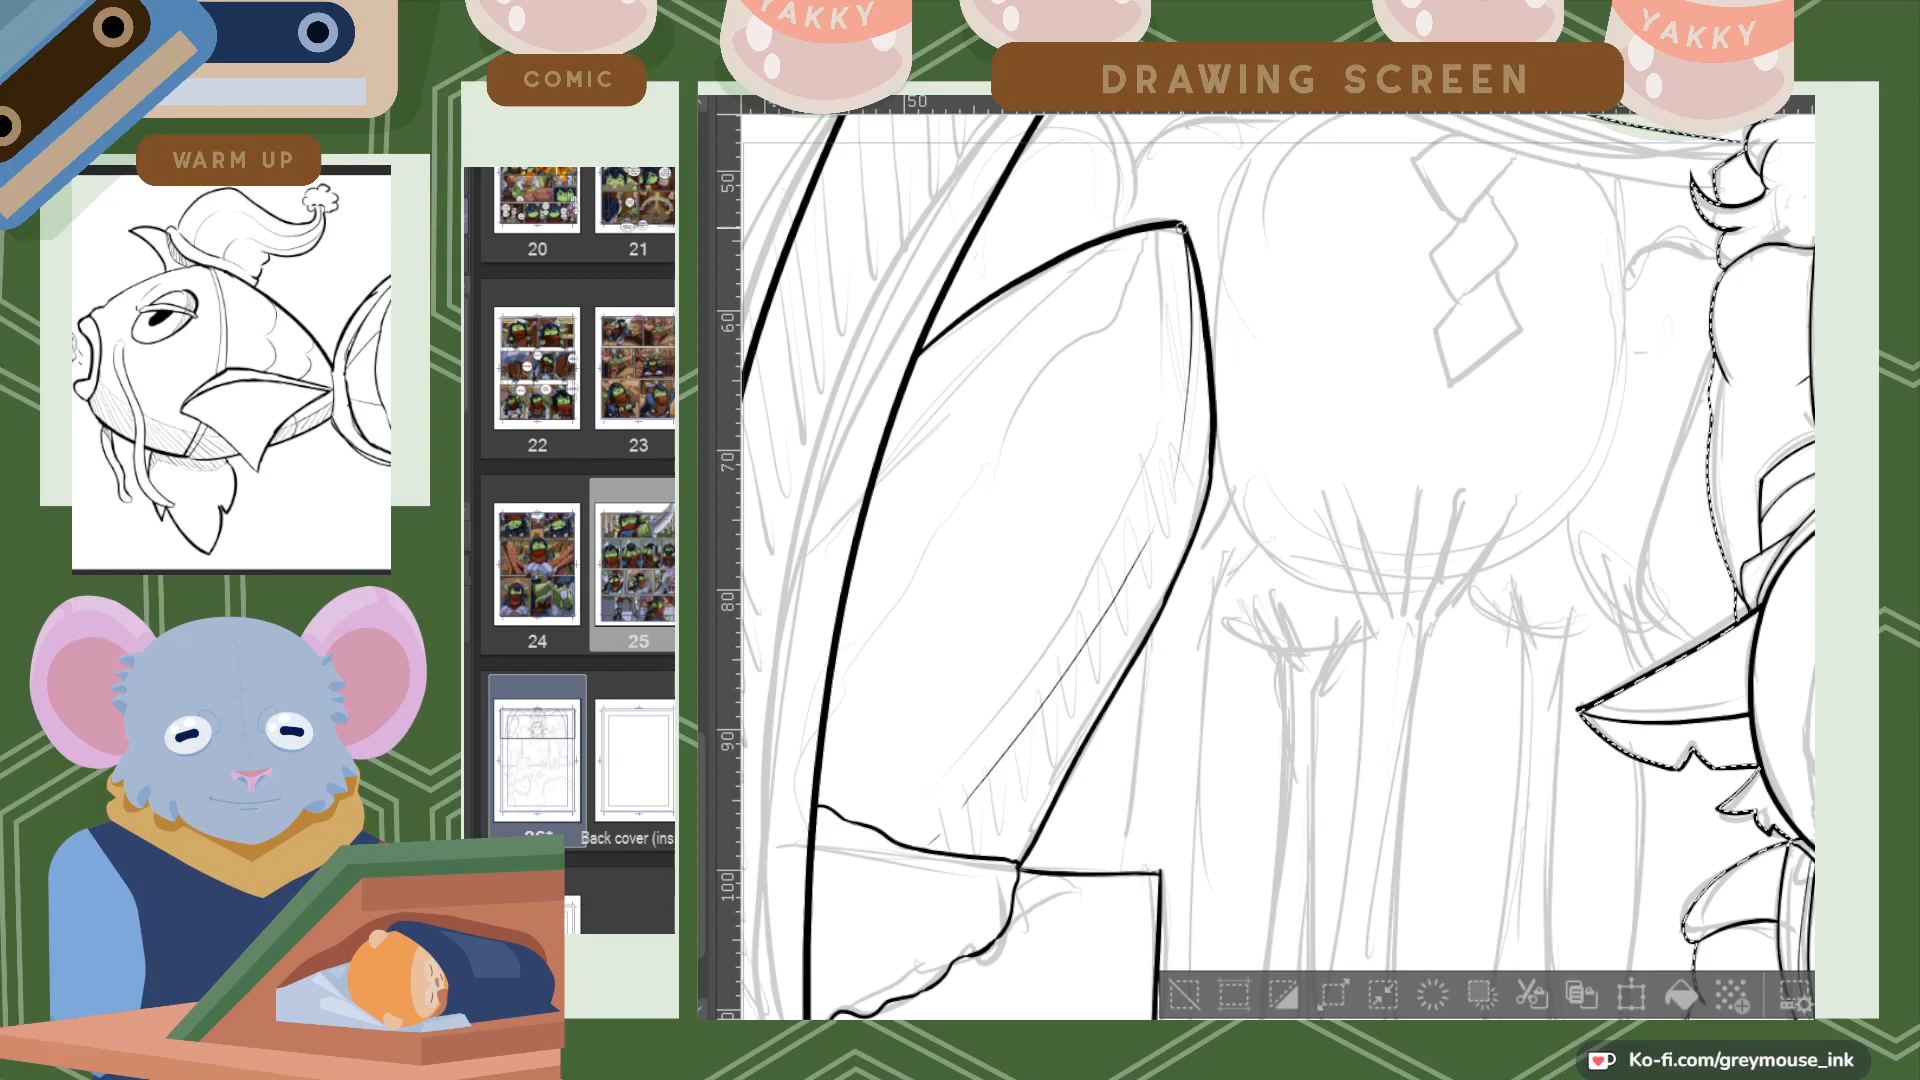 YAKKY
YAKKY
COMIC
DRAWING SCREEN
WARM UP
50
50
60
70
80
90
100
20
21
22
23
24
25
Back cover (ins
Ko-fi.com/greymouse_ink